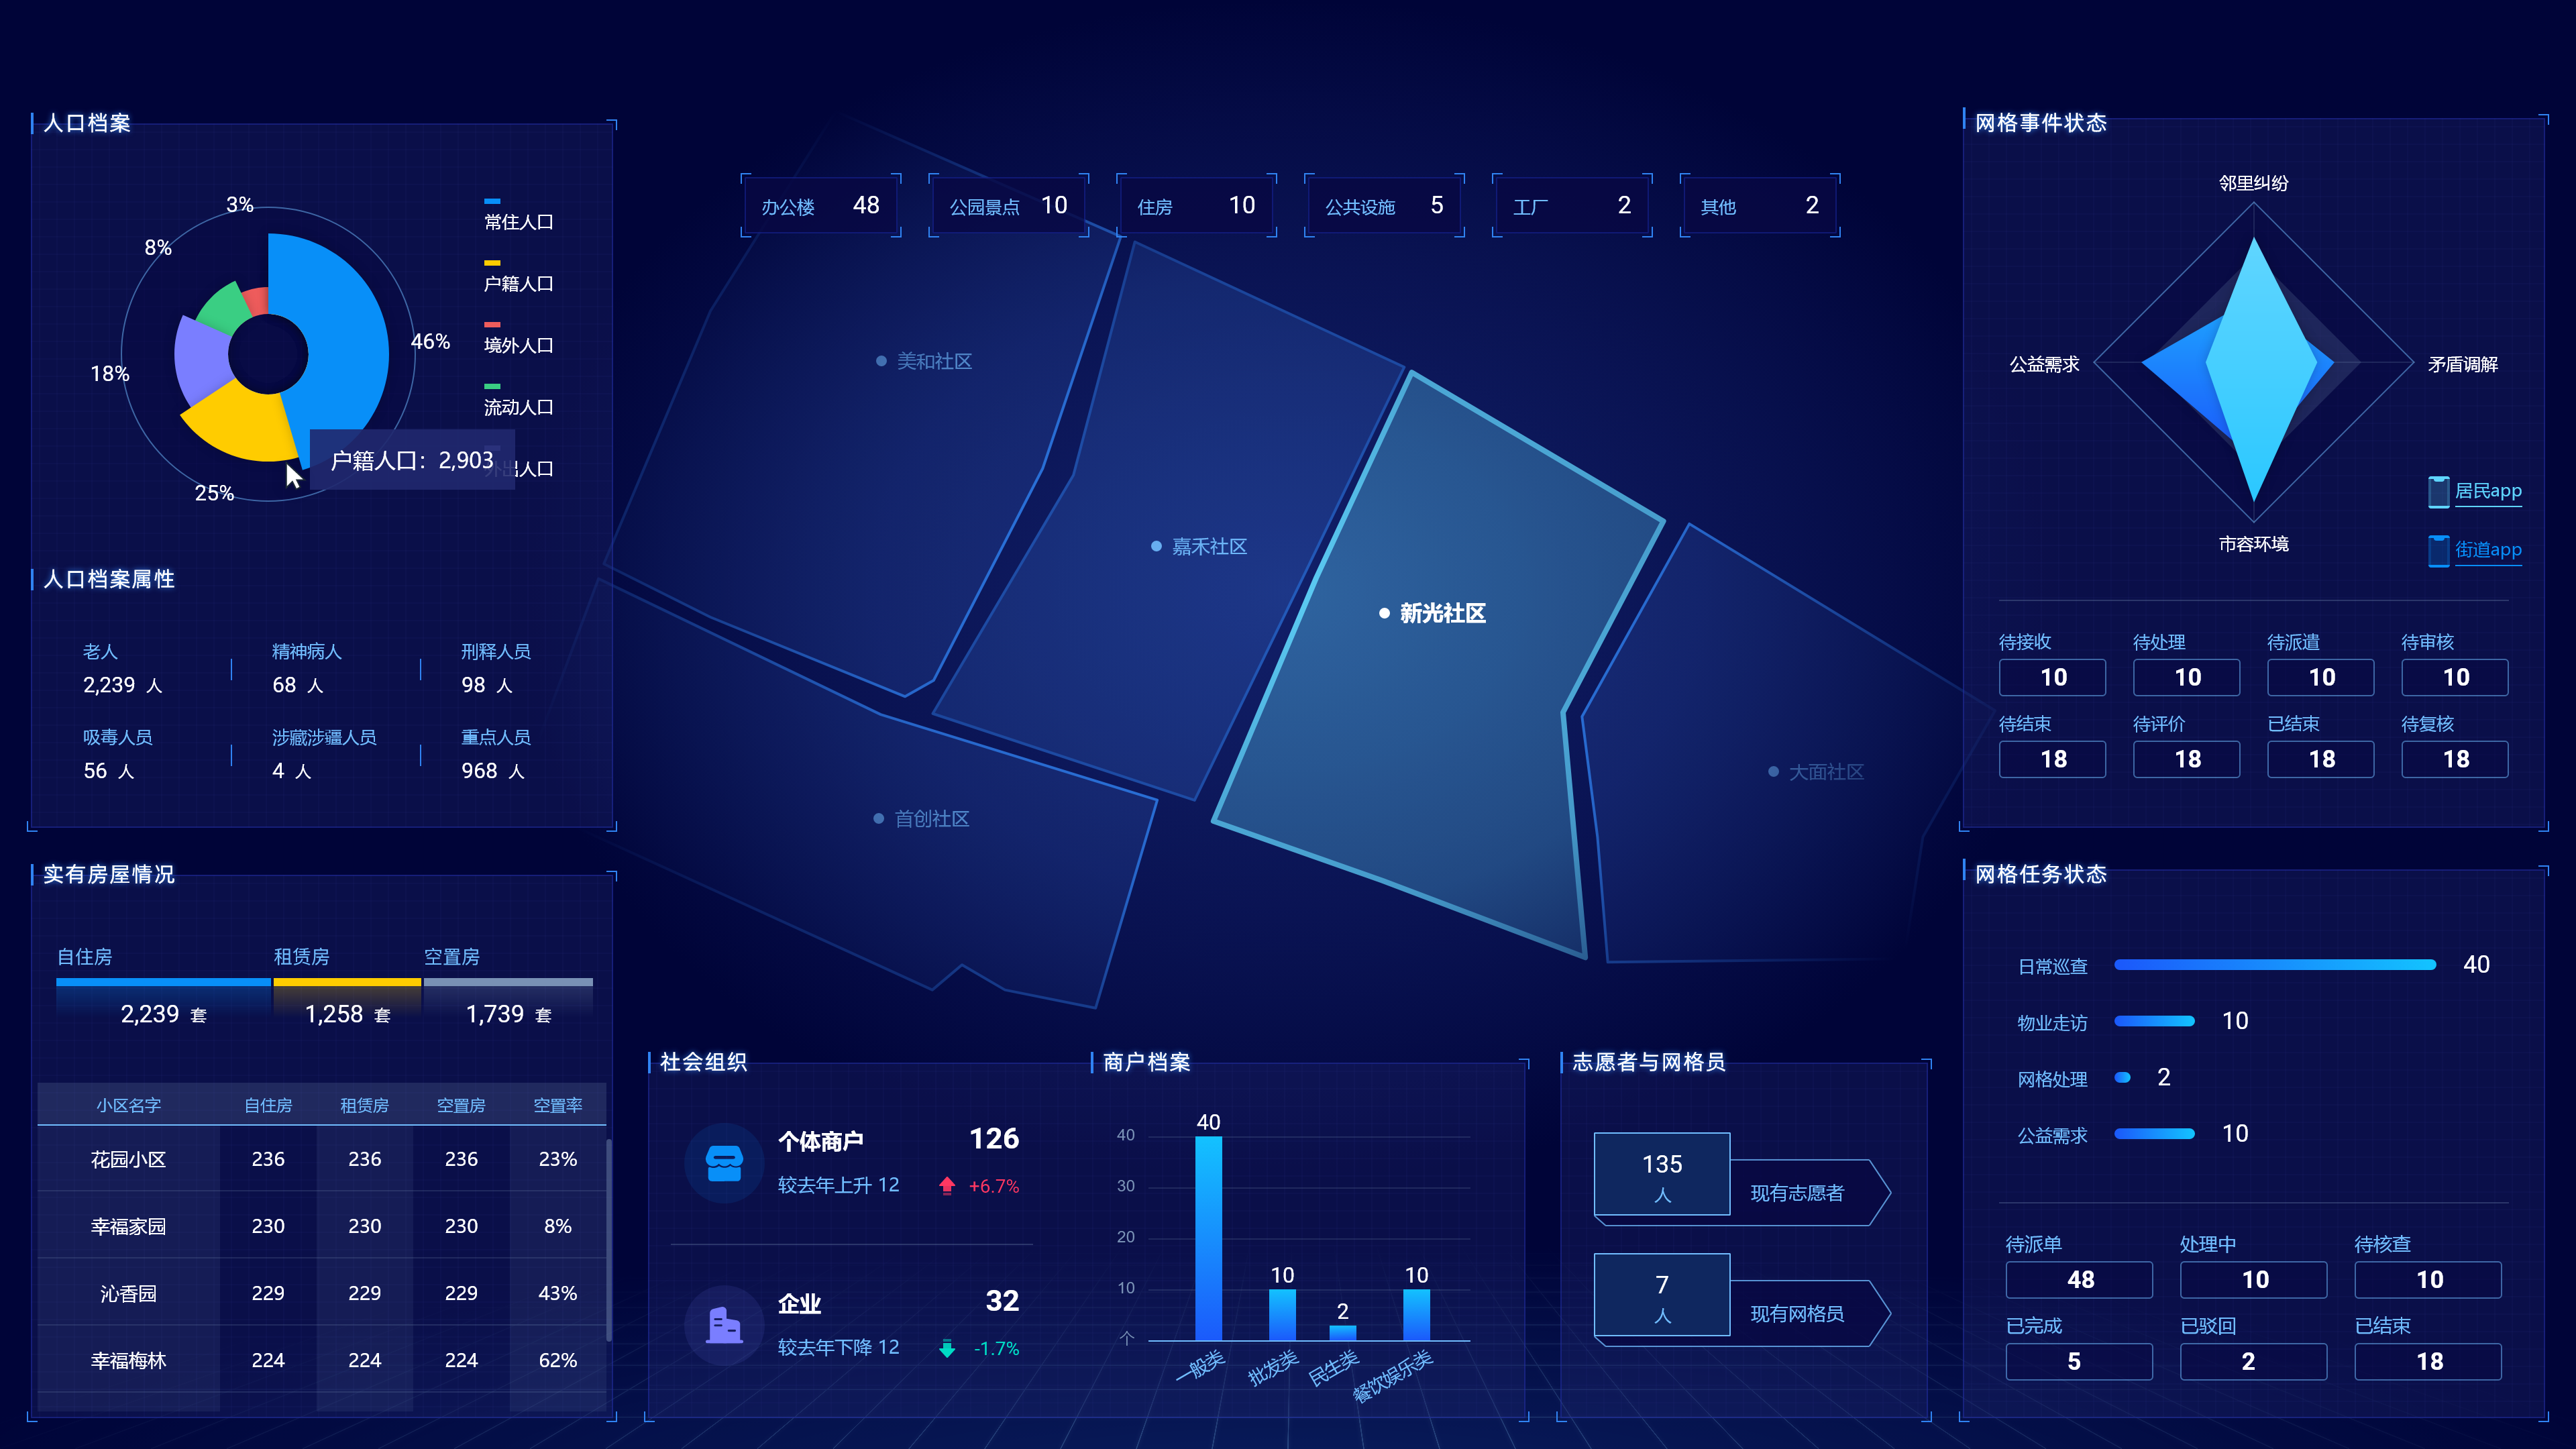 人口档案
3%
8%
46%
18%
25%
常住人口
户籍人口
境外人口
流动人口
外出人口
户籍人口：2,903
人口档案属性
老人
2,239 人
精神病人
68 人
刑释人员
98 人
吸毒人员
56 人
涉藏涉疆人员
4 人
重点人员
968 人
实有房屋情况
自住房
2,239 套
租赁房
1,258 套
空置房
1,739 套
小区名字 自住房 租赁房 空置房 空置率
花园小区 236 236 236 23%
幸福家园 230 230 230 8%
沁香园 229 229 229 43%
幸福梅林 224 224 224 62%
办公楼 48
公园景点 10
住房 10
公共设施 5
工厂 2
其他 2
美和社区
嘉禾社区
新光社区
大面社区
首创社区
社会组织
个体商户 126
较去年上升 12 +6.7%
企业 32
较去年下降 12 -1.7%
商户档案
40
30
20
10
个
40
10
2
10
一般类
批发类
民生类
餐饮娱乐类
志愿者与网格员
135
人
现有志愿者
7
人
现有网格员
网格事件状态
邻里纠纷
公益需求
矛盾调解
市容环境
居民app
街道app
待接收
10
待处理
10
待派遣
10
待审核
10
待结束
18
待评价
18
已结束
18
待复核
18
网格任务状态
日常巡查 40
物业走访 10
网格处理 2
公益需求 10
待派单
48
处理中
10
待核查
10
已完成
5
已驳回
2
已结束
18